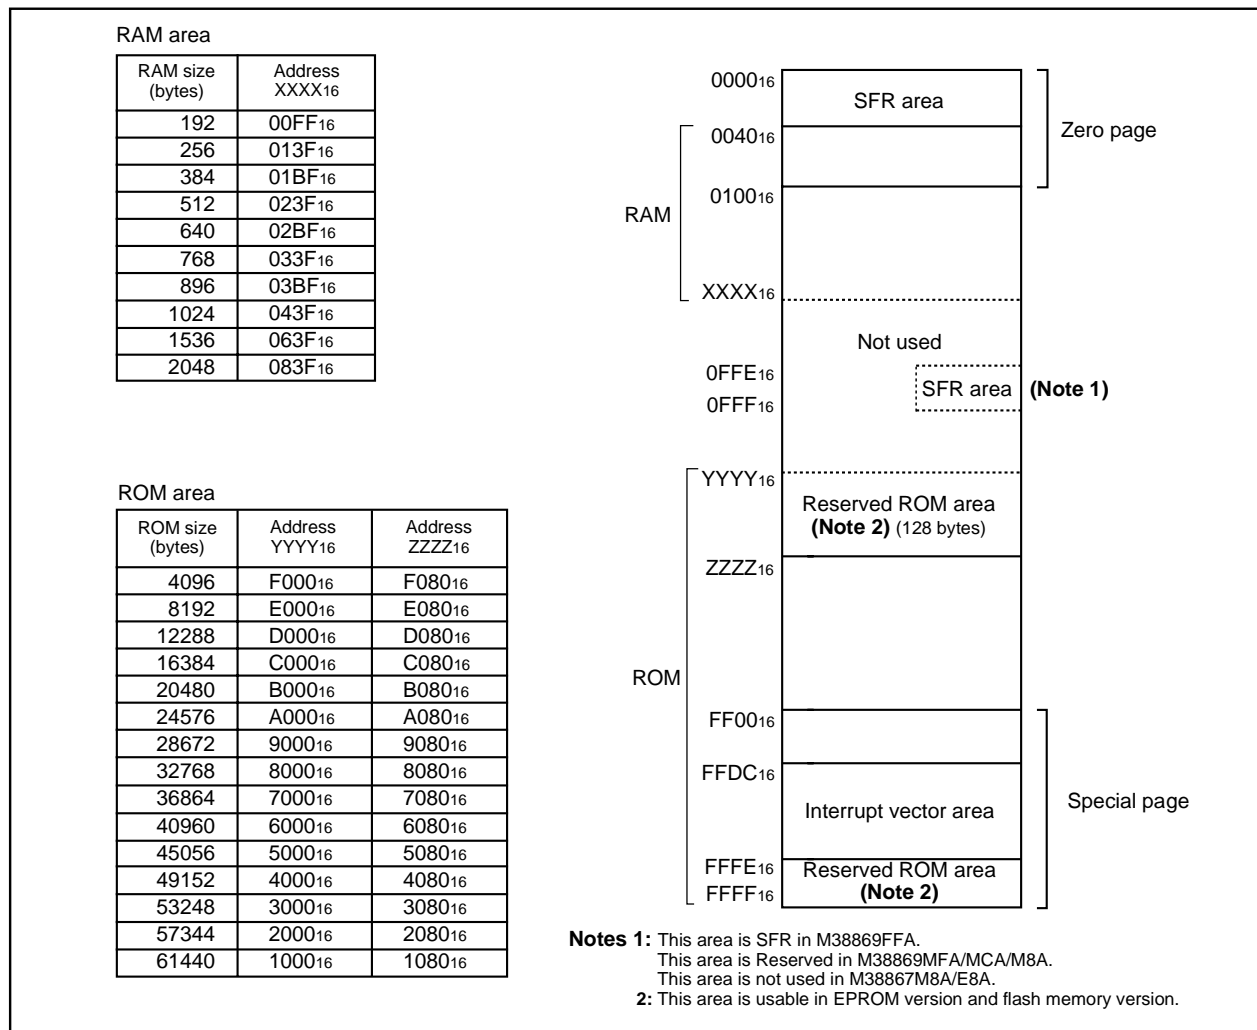 RAM area
RAM size (bytes) Address XXXX16
192 00FF16
256 013F16
384 01BF16
512 023F16
640 02BF16
768 033F16
896 03BF16
1024 043F16
1536 063F16
2048 083F16
ROM area
ROM size (bytes) Address YYYY16 Address ZZZZ16
4096 F00016 F08016
8192 E00016 E08016
12288 D00016 D08016
16384 C00016 C08016
20480 B00016 B08016
24576 A00016 A08016
28672 900016 908016
32768 800016 808016
36864 700016 708016
40960 600016 608016
45056 500016 508016
49152 400016 408016
53248 300016 308016
57344 200016 208016
61440 100016 108016
000016
SFR area
Zero page
004016
010016
RAM
XXXX16
Not used
0FFE16
SFR area (Note 1)
0FFF16
YYYY16
Reserved ROM area
(Note 2) (128 bytes)
ZZZZ16
ROM
FF0016
FFDC16
Interrupt vector area
Special page
FFFE16
Reserved ROM area
FFFF16
(Note 2)
Notes 1: This area is SFR in M38869FFA.
This area is Reserved in M38869MFA/MCA/M8A.
This area is not used in M38867M8A/E8A.
2: This area is usable in EPROM version and flash memory version.